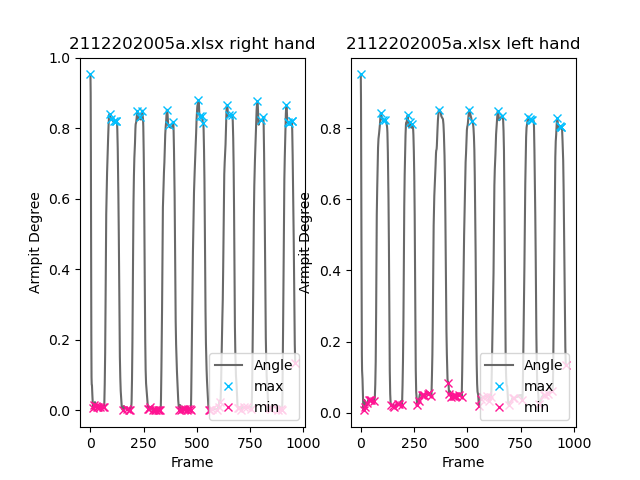 2112202005a.xlsx right hand
2112202005a.xlsx left hand
Armpit Degree
1.0
0.8
0.6
0.4
0.2
0.0
0 250 500 750 1000
Frame
Angle
max
min
Armpit Degree
0.8
0.6
0.4
0.2
0.0
0 250 500 750 1000
Frame
Angle
max
min